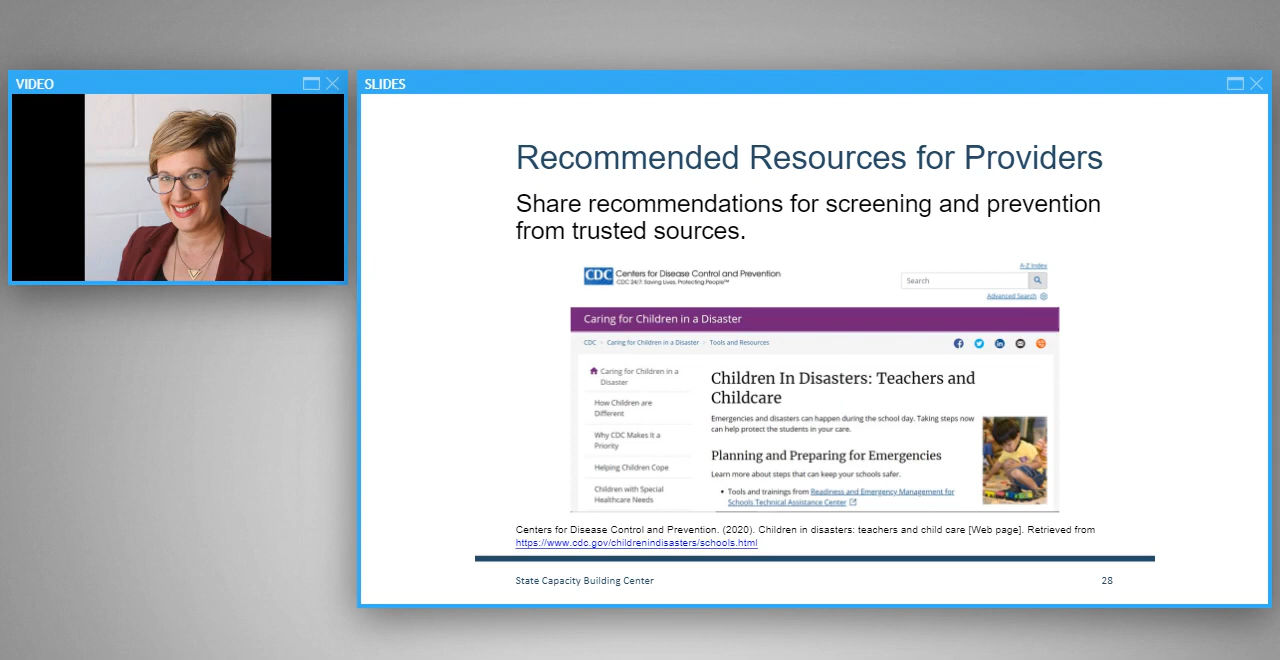 VIDEO
SLIDES
Recommended Resources for Providers
Share recommendations for screening and prevention
from trusted sources.
CDC
Centers for Disease Control and Prevention
CDC 24/7: Saving Lives, Protecting People™
A-Z Index
Search
Advanced Search
Caring for Children in a Disaster
CDC > Caring for Children in a Disaster > Tools and Resources
Caring for Children in a
Disaster
How Children are
Different
Why CDC Makes It a
Priority
Helping Children Cope
Children with Special
Healthcare Needs
Children In Disasters: Teachers and
Childcare
Emergencies and disasters can happen during the school day. Taking steps now
can help protect the students in your care.
Planning and Preparing for Emergencies
Learn more about steps that can keep your schools safe.
• Tools and trainings from Readiness and Emergency Management for
Schools Technical Assistance Center
Centers for Disease Control and Prevention. (2020). Children in disasters: teachers and child care [Web page]. Retrieved from
https://www.cdc.gov/childrenindisasters/schools.html
State Capacity Building Center
28